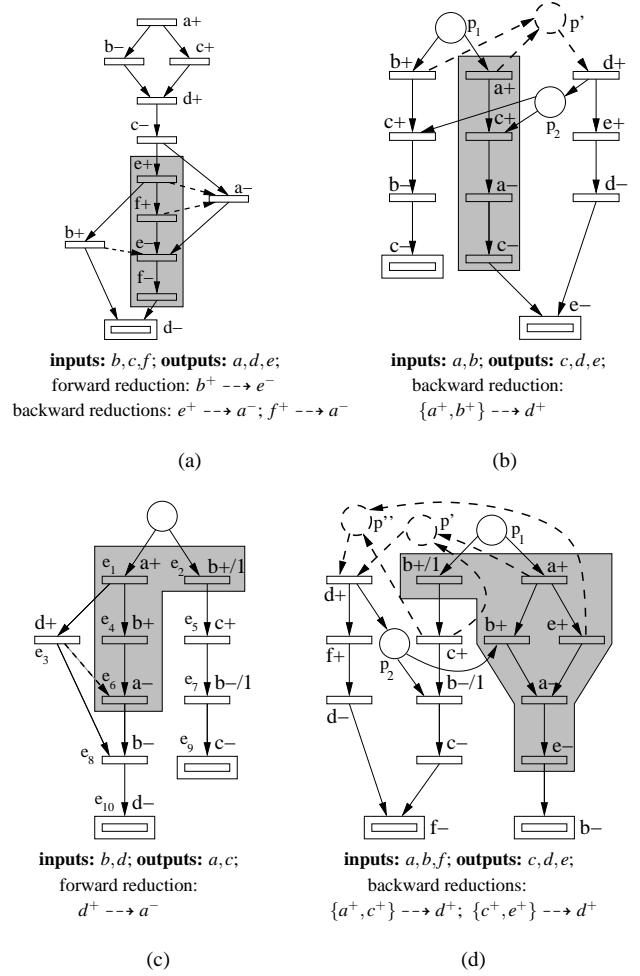 a+
b−
c+
d+
c−
e+
a−
f+
b+
e−
f−
d−
inputs: b,c,f; outputs: a,d,e;
forward reduction: b⁺ --→ e⁻
backward reductions: e⁺ --→ a⁻; f⁺ --→ a⁻
(a)
p₁
p'
b+
a+
d+
c+
c+
p₂
e+
b−
a−
d−
c−
c−
e−
inputs: a,b; outputs: c,d,e;
backward reduction:
{a⁺,b⁺} --→ d⁺
(b)
e₁ a+
e₂ b+/1
d+
e₃
e₄ b+
e₅ c+
e₆ a−
e₇ b−/1
e₈ b−
e₉ c−
e₁₀ d−
inputs: b,d; outputs: a,c;
forward reduction:
d⁺ --→ a⁻
(c)
p''
p'
p₁
b+/1
a+
d+
b+
e+
f+
p₂
c+
b−/1
a−
d−
c−
e−
f−
b−
inputs: a,b,f; outputs: c,d,e;
backward reductions:
{a⁺,c⁺} --→ d⁺; {c⁺,e⁺} --→ d⁺
(d)